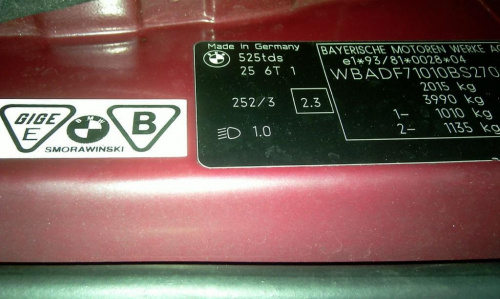 Made in Germany
525tds
25 6T 1
252/3 2.3
1.0
BAYERISCHE MOTOREN WERKE AG
e1*93/81*0028*04
WBADF71010BS270
2015 kg
3990 kg
1- 1010 kg
2- 1135 kg
GIGE
E
BMW
B
SMORAWINSKI